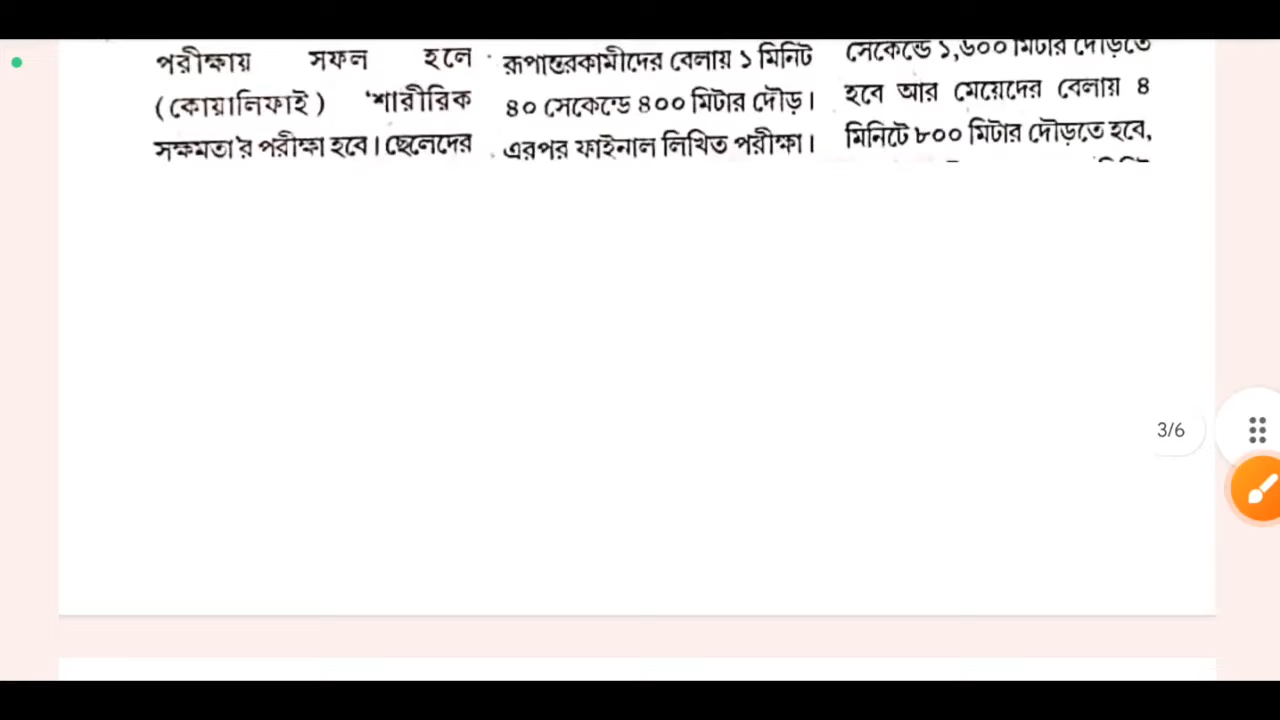 পরীক্ষায় সফল হলে
(কোয়ালিফাই) 'শারীরিক
সক্ষমতা'র পরীক্ষা হবে। ছেলেদের
রূপান্তরকামীদের বেলায় ১ মিনিট
৪০ সেকেন্ডে ৪০০ মিটার দৌড়।
এরপর ফাইনাল লিখিত পরীক্ষা।
সেকেন্ডে ১,৬০০ মিটার দৌড়তে
হবে আর মেয়েদের বেলায় ৪
মিনিটে ৮০০ মিটার দৌড়তে হবে,
3/6